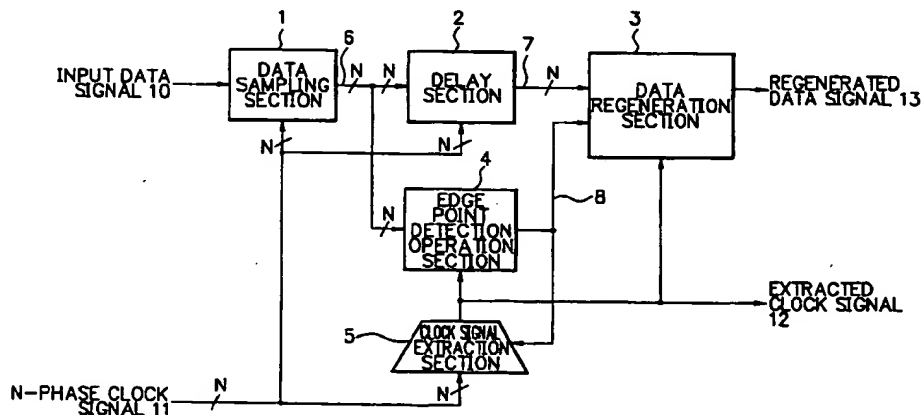 1
2
3
6
N
N
7
N
INPUT DATA
SIGNAL 10
DATA
SAMPLING
SECTION
DELAY
SECTION
DATA
REGENERATION
SECTION
REGENERATED
DATA SIGNAL 13
N
N
4
8
EDGE
POINT
DETECTION
OPERATION
SECTION
N
EXTRACTED
CLOCK SIGNAL
12
5
CLOCK SIGNAL
EXTRACTION
SECTION
N-PHASE CLOCK
SIGNAL 11
N
N